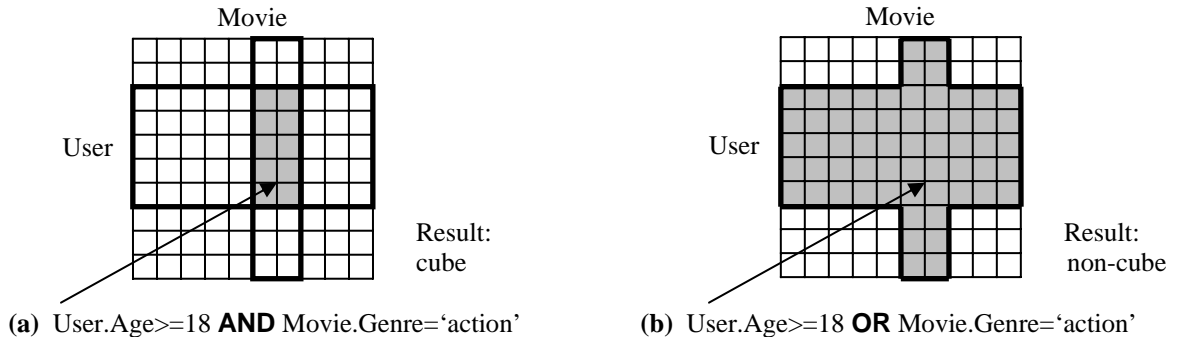 Movie
User
Result:
cube
(a) User.Age>=18 AND Movie.Genre=‘action’
Movie
User
Result:
non-cube
(b) User.Age>=18 OR Movie.Genre=‘action’